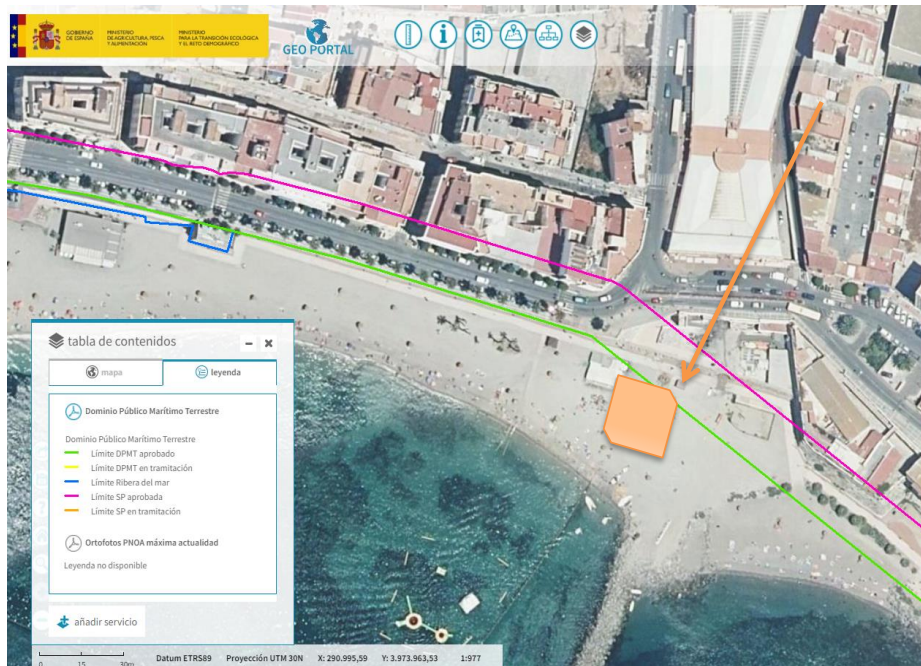 GOBIERNO
DE ESPAÑA
MINISTERIO
DE AGRICULTURA, PESCA
Y ALIMENTACIÓN
MINISTERIO
PARA LA TRANSICIÓN ECOLÓGICA
Y EL RETO DEMOGRÁFICO
GEO PORTAL
tabla de contenidos
mapa
leyenda
Dominio Público Marítimo Terrestre
Dominio Público Marítimo Terrestre
Límite DPMT aprobado
Límite DPMT en tramitación
Límite Ribera del mar
Límite SP aprobada
Límite SP en tramitación
Ortofotos PNOA máxima actualidad
Leyenda no disponible
añadir servicio
0 15 30m Datum ETRS89 Proyección UTM 30N X: 290.995,59 Y: 3.973.963,53 1:977